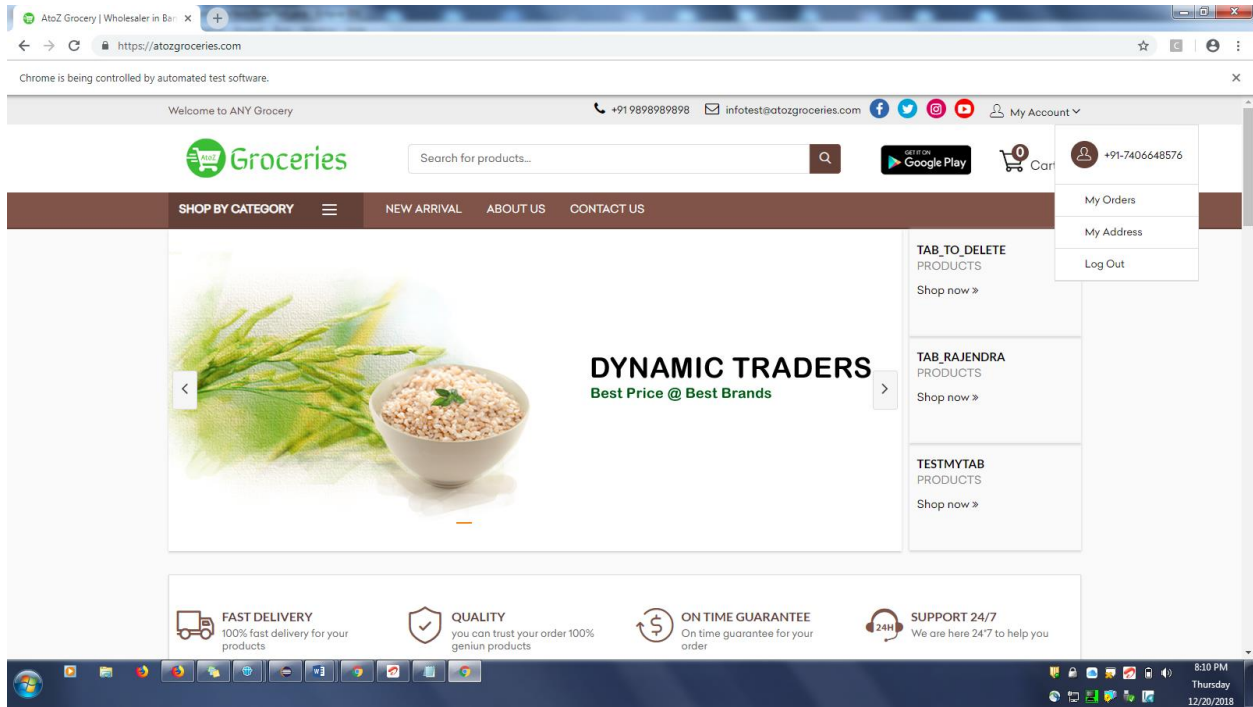 AtoZ Grocery | Wholesaler in Ban
https://atozgroceries.com
Chrome is being controlled by automated test software.
Welcome to ANY Grocery
+91 9898989898
infotest@atozgroceries.com
My Account
AtoZ
Groceries
Search for products...
GET IT ON
Google Play
0
Cart
+91-7406648576
My Orders
My Address
Log Out
SHOP BY CATEGORY
NEW ARRIVAL
ABOUT US
CONTACT US
DYNAMIC TRADERS
Best Price @ Best Brands
TAB_TO_DELETE
PRODUCTS
Shop now »
TAB_RAJENDRA
PRODUCTS
Shop now »
TESTMYTAB
PRODUCTS
Shop now »
FAST DELIVERY
100% fast delivery for your
products
QUALITY
you can trust your order 100%
geniun products
ON TIME GUARANTEE
On time guarantee for your
order
24H
SUPPORT 24/7
We are here 24*7 to help you
8:10 PM
Thursday
12/20/2018